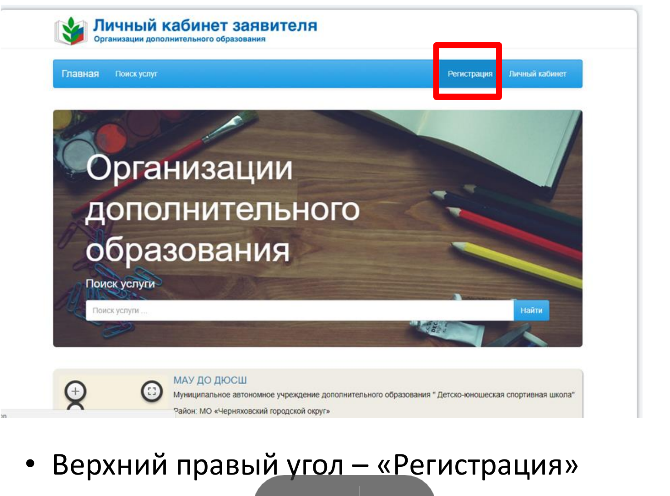 Личный кабинет заявителя
Организации дополнительного образования
Главная Поиск услуг Регистрация Личный кабинет
Организации
дополнительного
образования
Поиск услуги
Поиск услуги ... Найти
МАУ ДО ДЮСШ
Муниципальное автономное учреждение дополнительного образования " Детско-юношеская спортивная школа"
Район: МО «Черняховский городской округ»
• Верхний правый угол – «Регистрация»